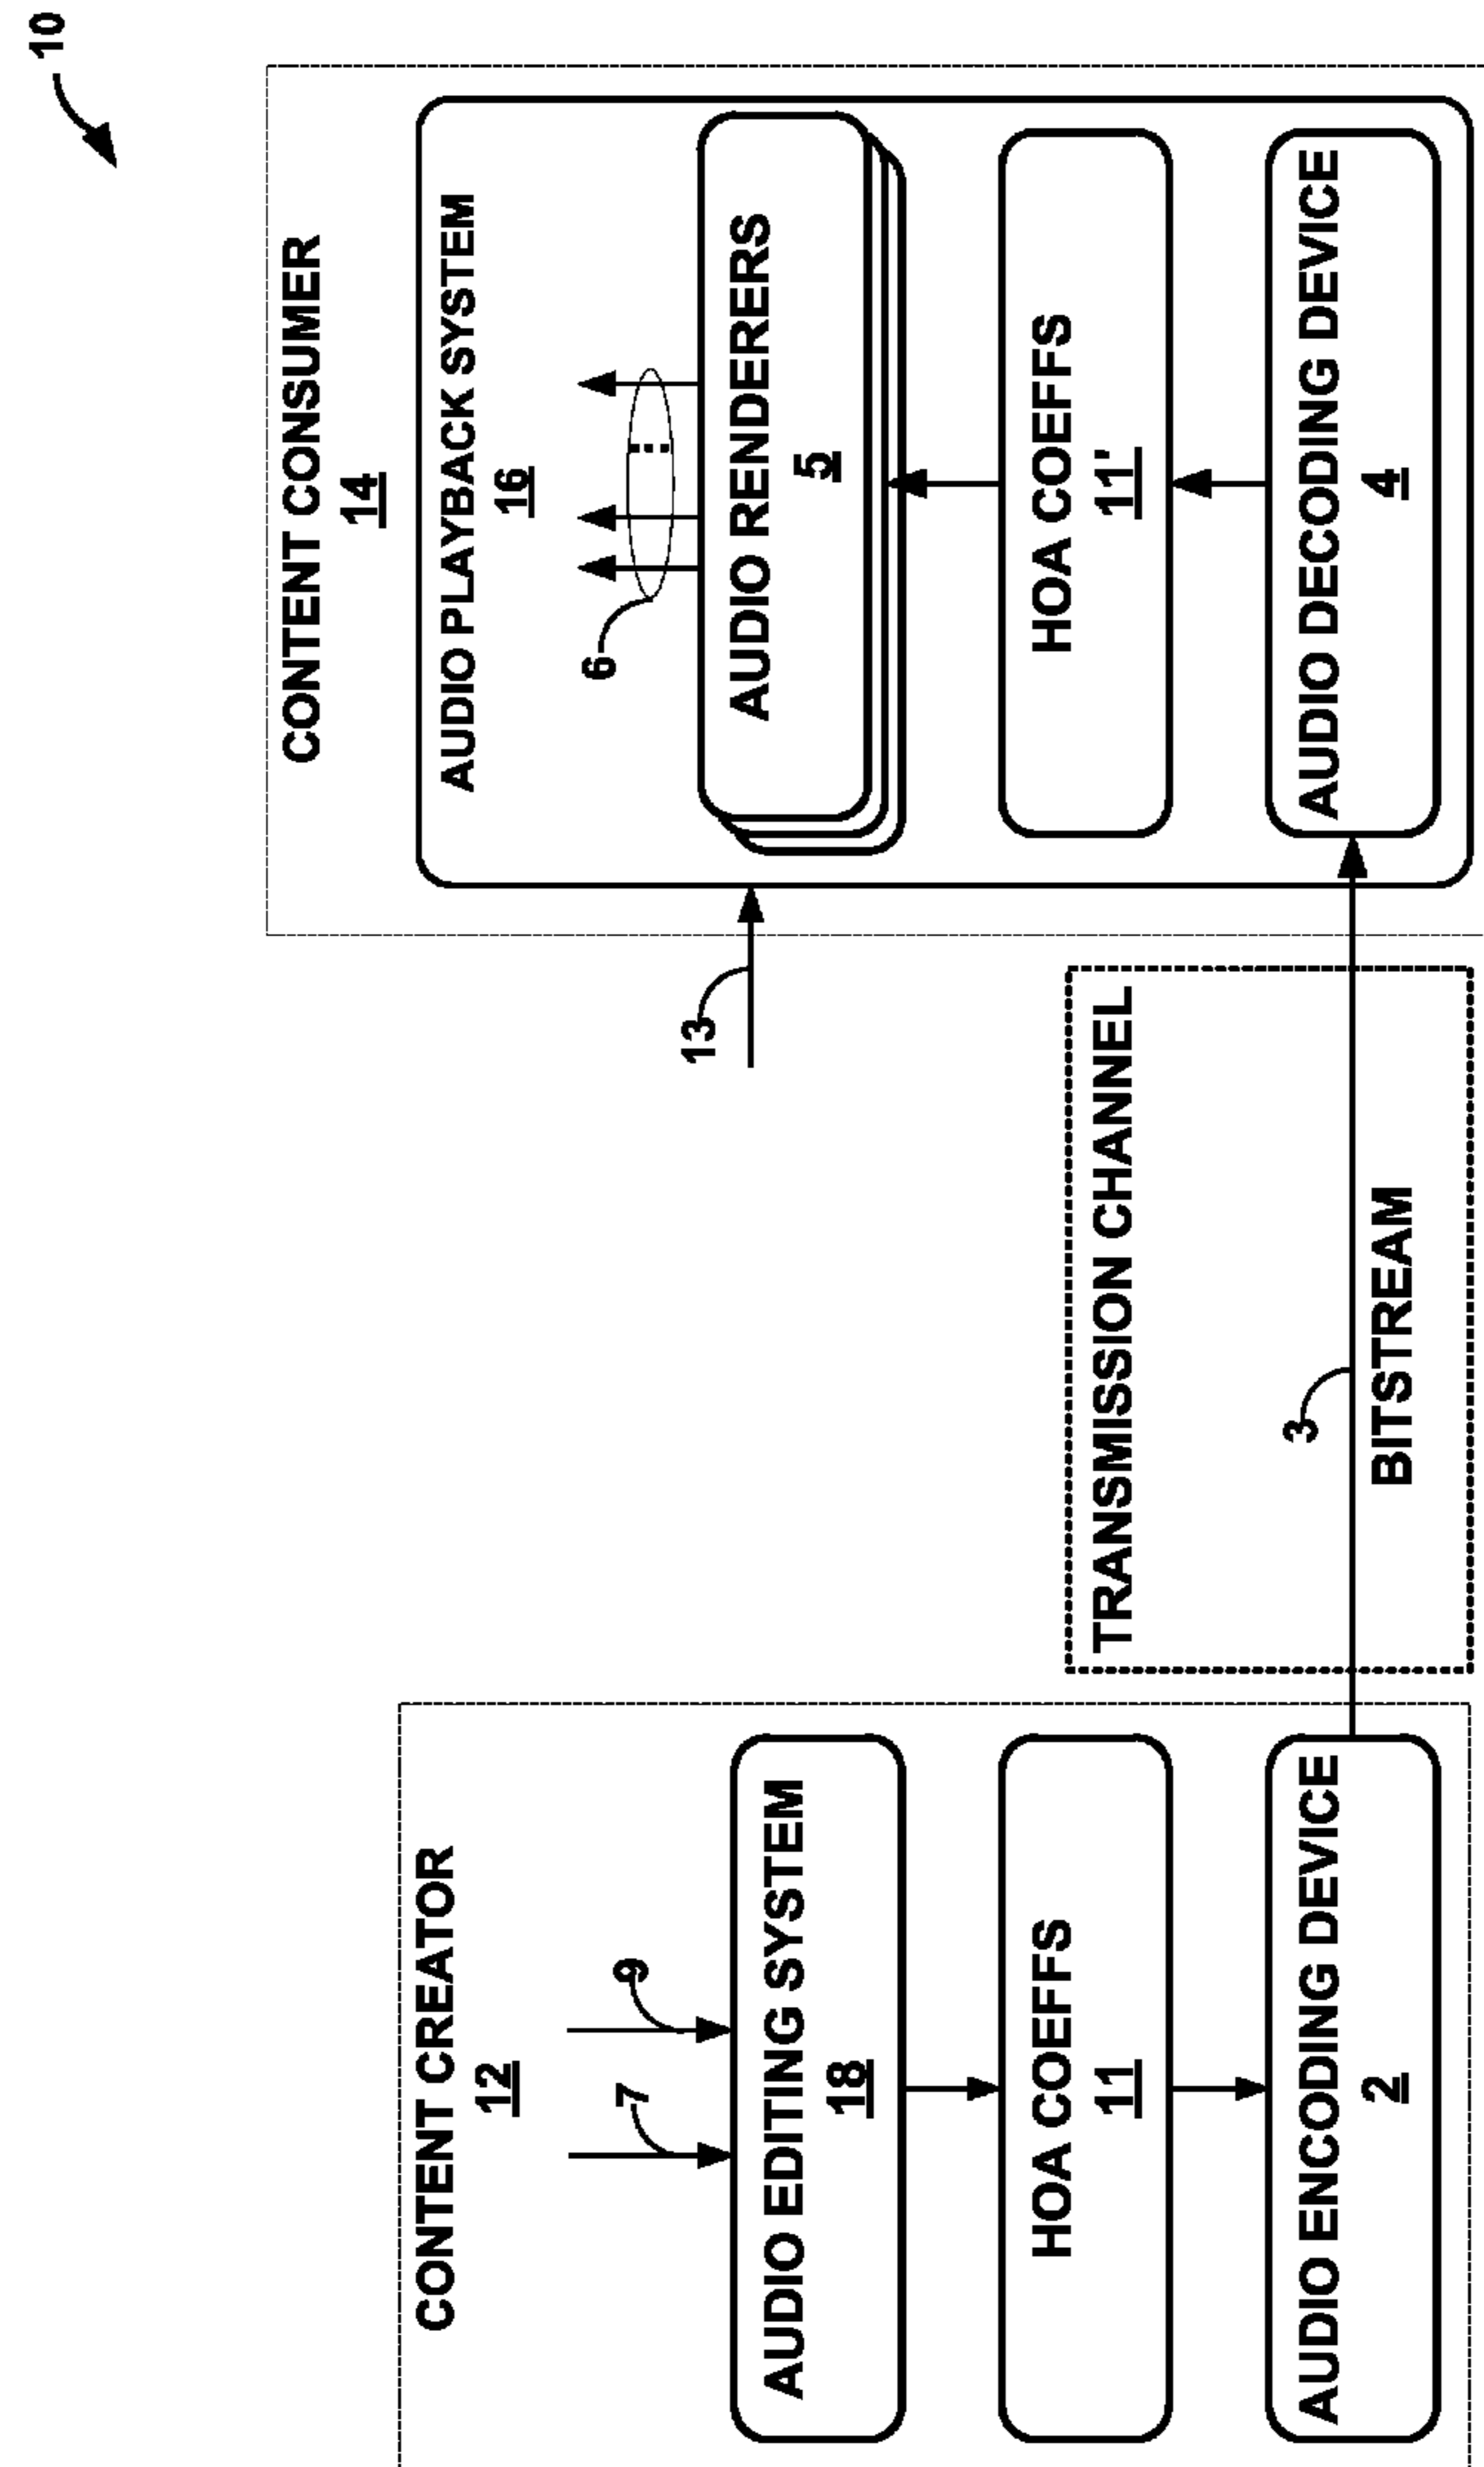 10
CONTENT CREATOR
12
7
9
AUDIO EDITING SYSTEM
18
HOA COEFFS
11
AUDIO ENCODING DEVICE
2
TRANSMISSION CHANNEL
3
BITSTREAM
13
CONTENT CONSUMER
14
AUDIO PLAYBACK SYSTEM
16
6
AUDIO RENDERERS
5
HOA COEFFS
11'
AUDIO DECODING DEVICE
4